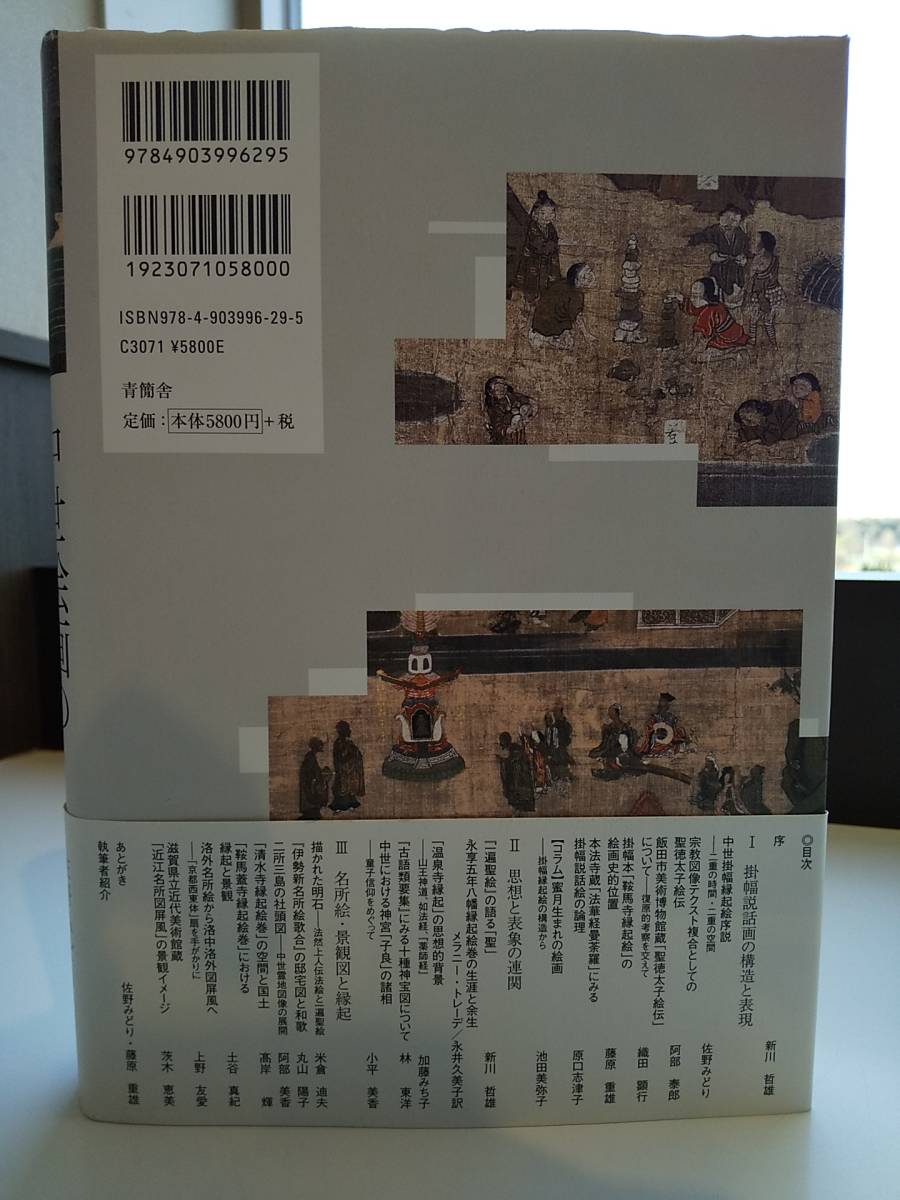 9784903996295
1923071058000
ISBN978-4-903996-29-5
C3071 ¥5800E
青簡舎
定価:本体5800円+税
◎目次
序 新川 哲雄
Ⅰ 掛幅説話画の構造と表現
中世掛幅縁起絵序説
――二重の時間・二重の空間 佐野みどり
宗教図像テクスト複合としての
聖徳太子絵伝 阿部 泰郎
飯田市美術博物館蔵「聖徳太子絵伝」
について――復原的考察を交えて 織田 顕行
掛幅本「鞍馬寺縁起絵」の
絵画史的位置 藤原 重雄
本法寺蔵「法華経曼荼羅」にみる
掛幅説話絵の論理 原口志津子
【コラム】蜜月生まれの絵画
――掛幅縁起絵の構造から 池田美弥子
Ⅱ 思想と表象の連関
「一遍聖絵」の語る「聖」 新川 哲雄
永享五年八幡縁起絵巻の生涯と余生
メラニー・トレーデ/永井久美子訳
「温泉寺縁起」の思想的背景
――山王神道、如法経、「薬師経」 加藤みち子
「古語類要集」にみる十種神宝図について 林 東洋
中世における神宮「子良」の諸相
――童子信仰をめぐって 小平 美香
Ⅲ 名所絵・景観図と縁起
描かれた明石――法然上人伝法絵と一遍聖絵 米倉 迪夫
「伊勢新名所絵歌合」の邸宅図と和歌 丸山 陽子
二所三島の社頭図――中世霊地図像の展開 阿部 美香
「清水寺縁起絵巻」の空間と国土 髙岸 輝
「鞍馬蓋寺縁起絵巻」における
縁起と景観 土谷 真紀
洛外名所絵から洛中洛外図屏風へ
――「京都西東体」扇を手がかりに 上野 友愛
滋賀県立近代美術館蔵
「近江名所図屏風」の景観イメージ 茨木 恵美
あとがき 佐野みどり・藤原 重雄
執筆者紹介